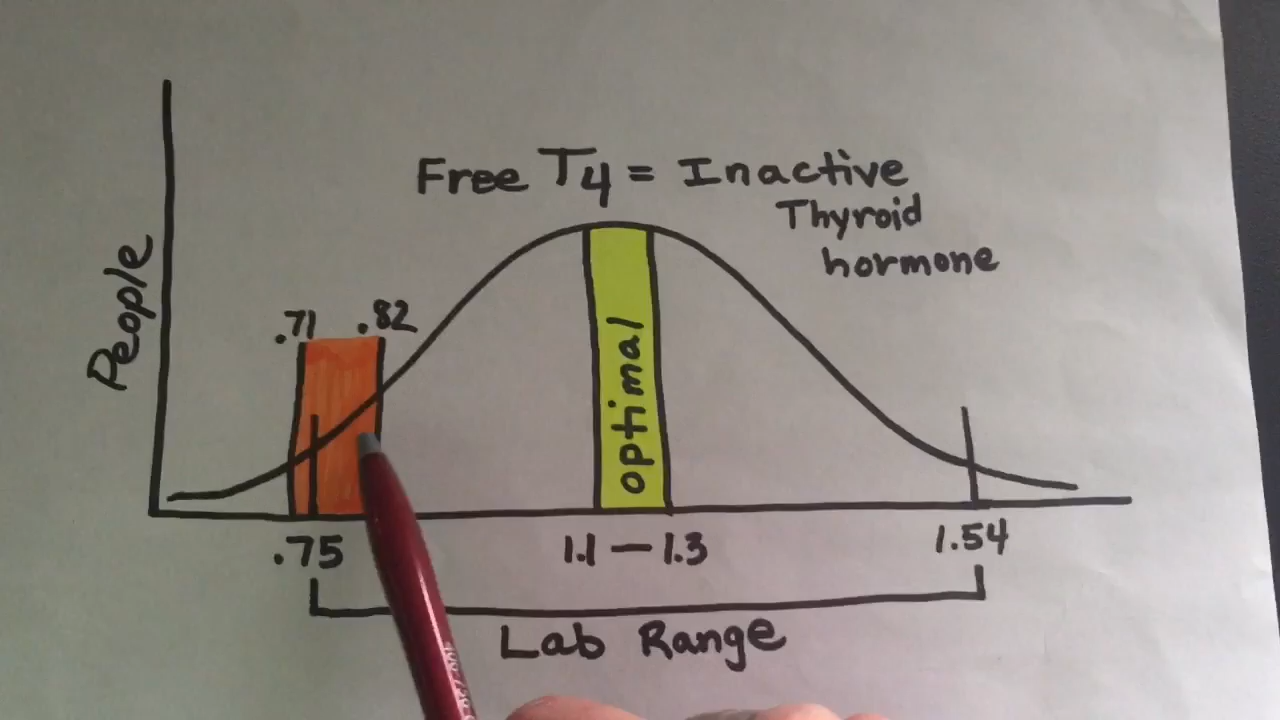 Free T4 = Inactive
Thyroid
hormone
People
.71
.82
optimal
.75
1.1 — 1.3
1.54
Lab Range